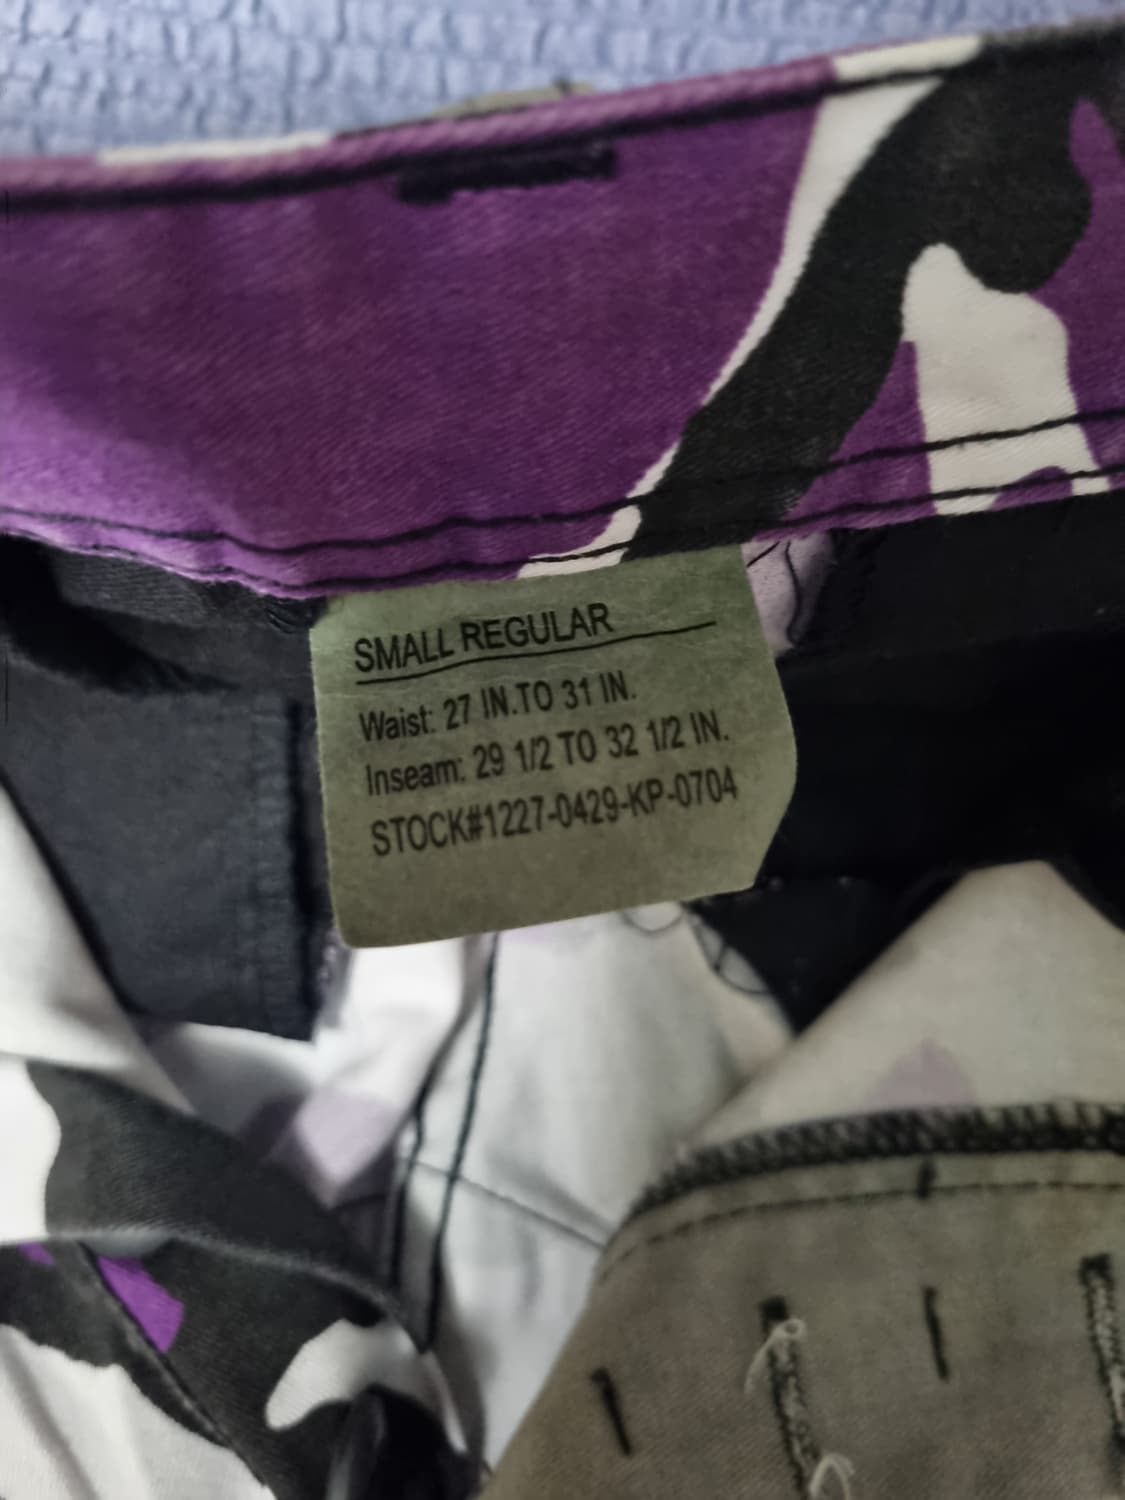 SMALL REGULAR
Waist: 27 IN.TO 31 IN.
Inseam: 29 1/2 TO 32 1/2 IN.
STOCK#1227-0429-KP-0704